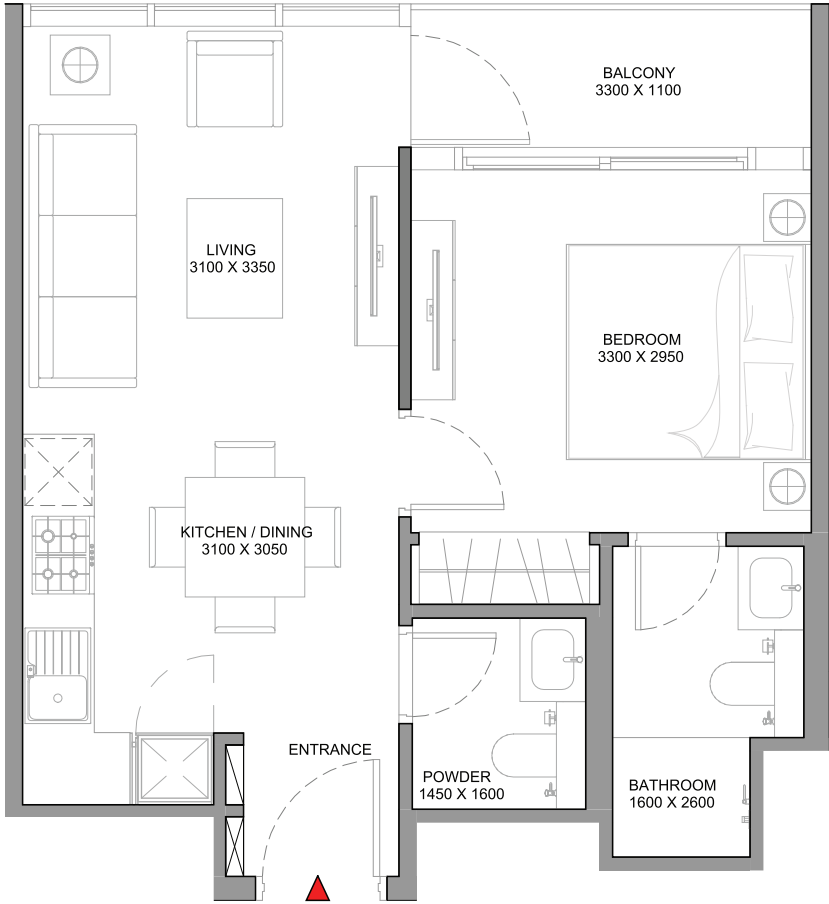 BALCONY
3300 X 1100
LIVING
3100 X 3350
BEDROOM
3300 X 2950
KITCHEN / DINING
3100 X 3050
ENTRANCE
POWDER
1450 X 1600
BATHROOM
1600 X 2600